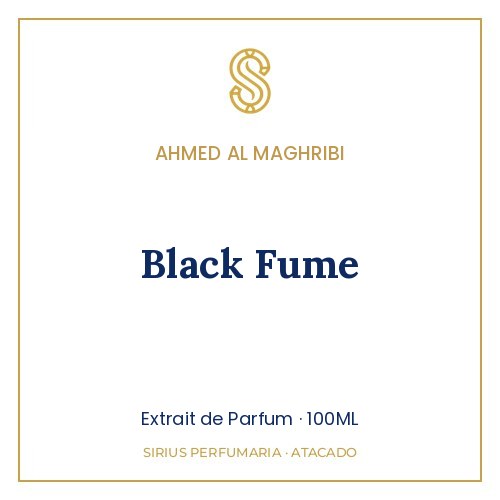 AHMED AL MAGHRIBI
Black Fume
Extrait de Parfum · 100ML
SIRIUS PERFUMARIA · ATACADO